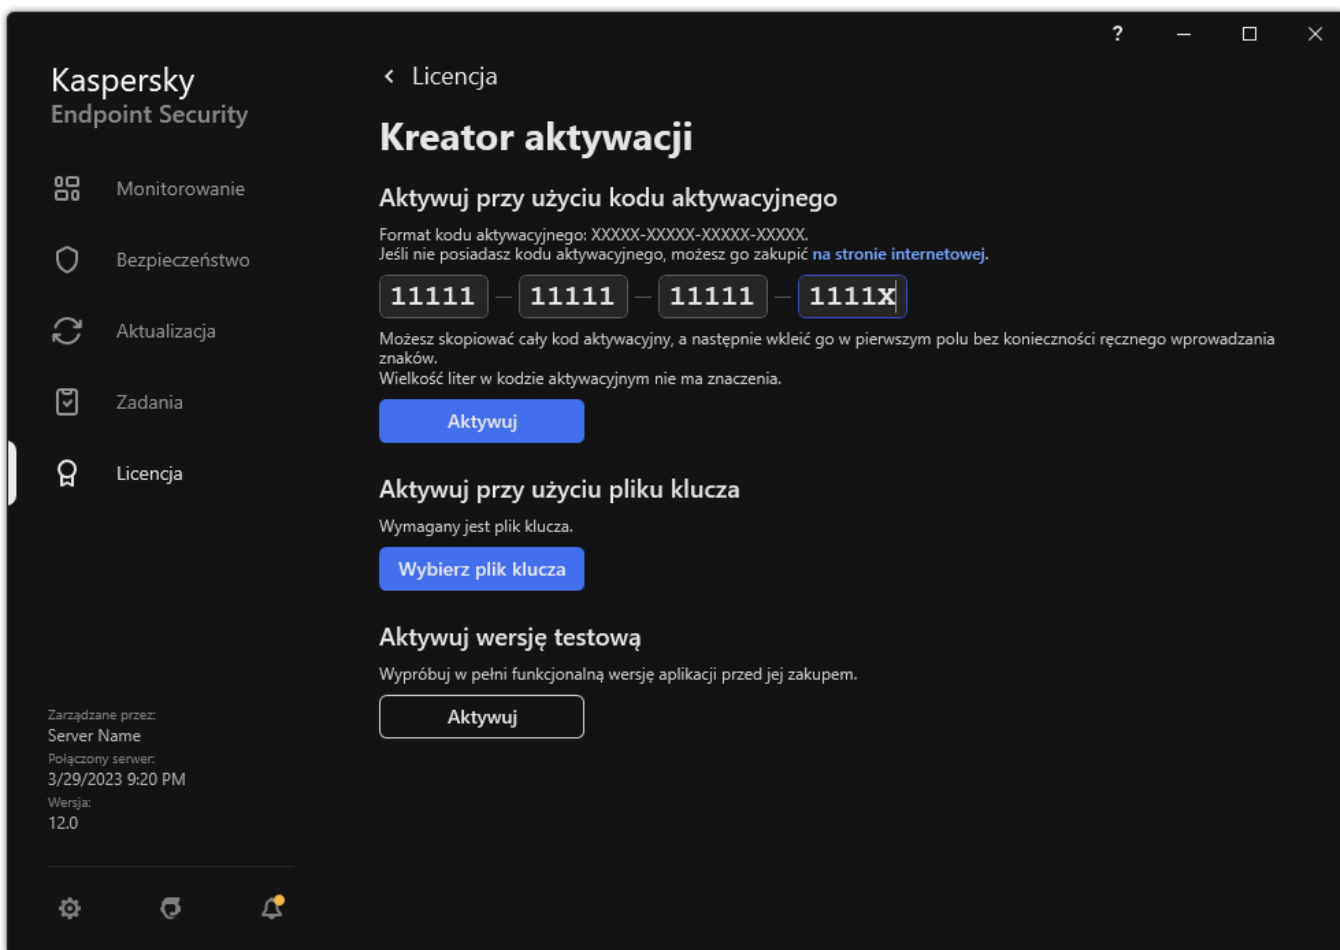 ?
Kaspersky
Endpoint Security
Monitorowanie
Bezpieczeństwo
Aktualizacja
Zadania
Licencja
Zarządzane przez:
Server Name
Połączony serwer:
3/29/2023 9:20 PM
Wersja:
12.0
Licencja
Kreator aktywacji
Aktywuj przy użyciu kodu aktywacyjnego
Format kodu aktywacyjnego: XXXXX-XXXXX-XXXXX-XXXXX.
Jeśli nie posiadasz kodu aktywacyjnego, możesz go zakupić na stronie internetowej.
11111 — 11111 — 11111 — 1111x
Możesz skopiować cały kod aktywacyjny, a następnie wkleić go w pierwszym polu bez konieczności ręcznego wprowadzania
znaków.
Wielkość liter w kodzie aktywacyjnym nie ma znaczenia.
Aktywuj
Aktywuj przy użyciu pliku klucza
Wymagany jest plik klucza.
Wybierz plik klucza
Aktywuj wersję testową
Wypróbuj w pełni funkcjonalną wersję aplikacji przed jej zakupem.
Aktywuj